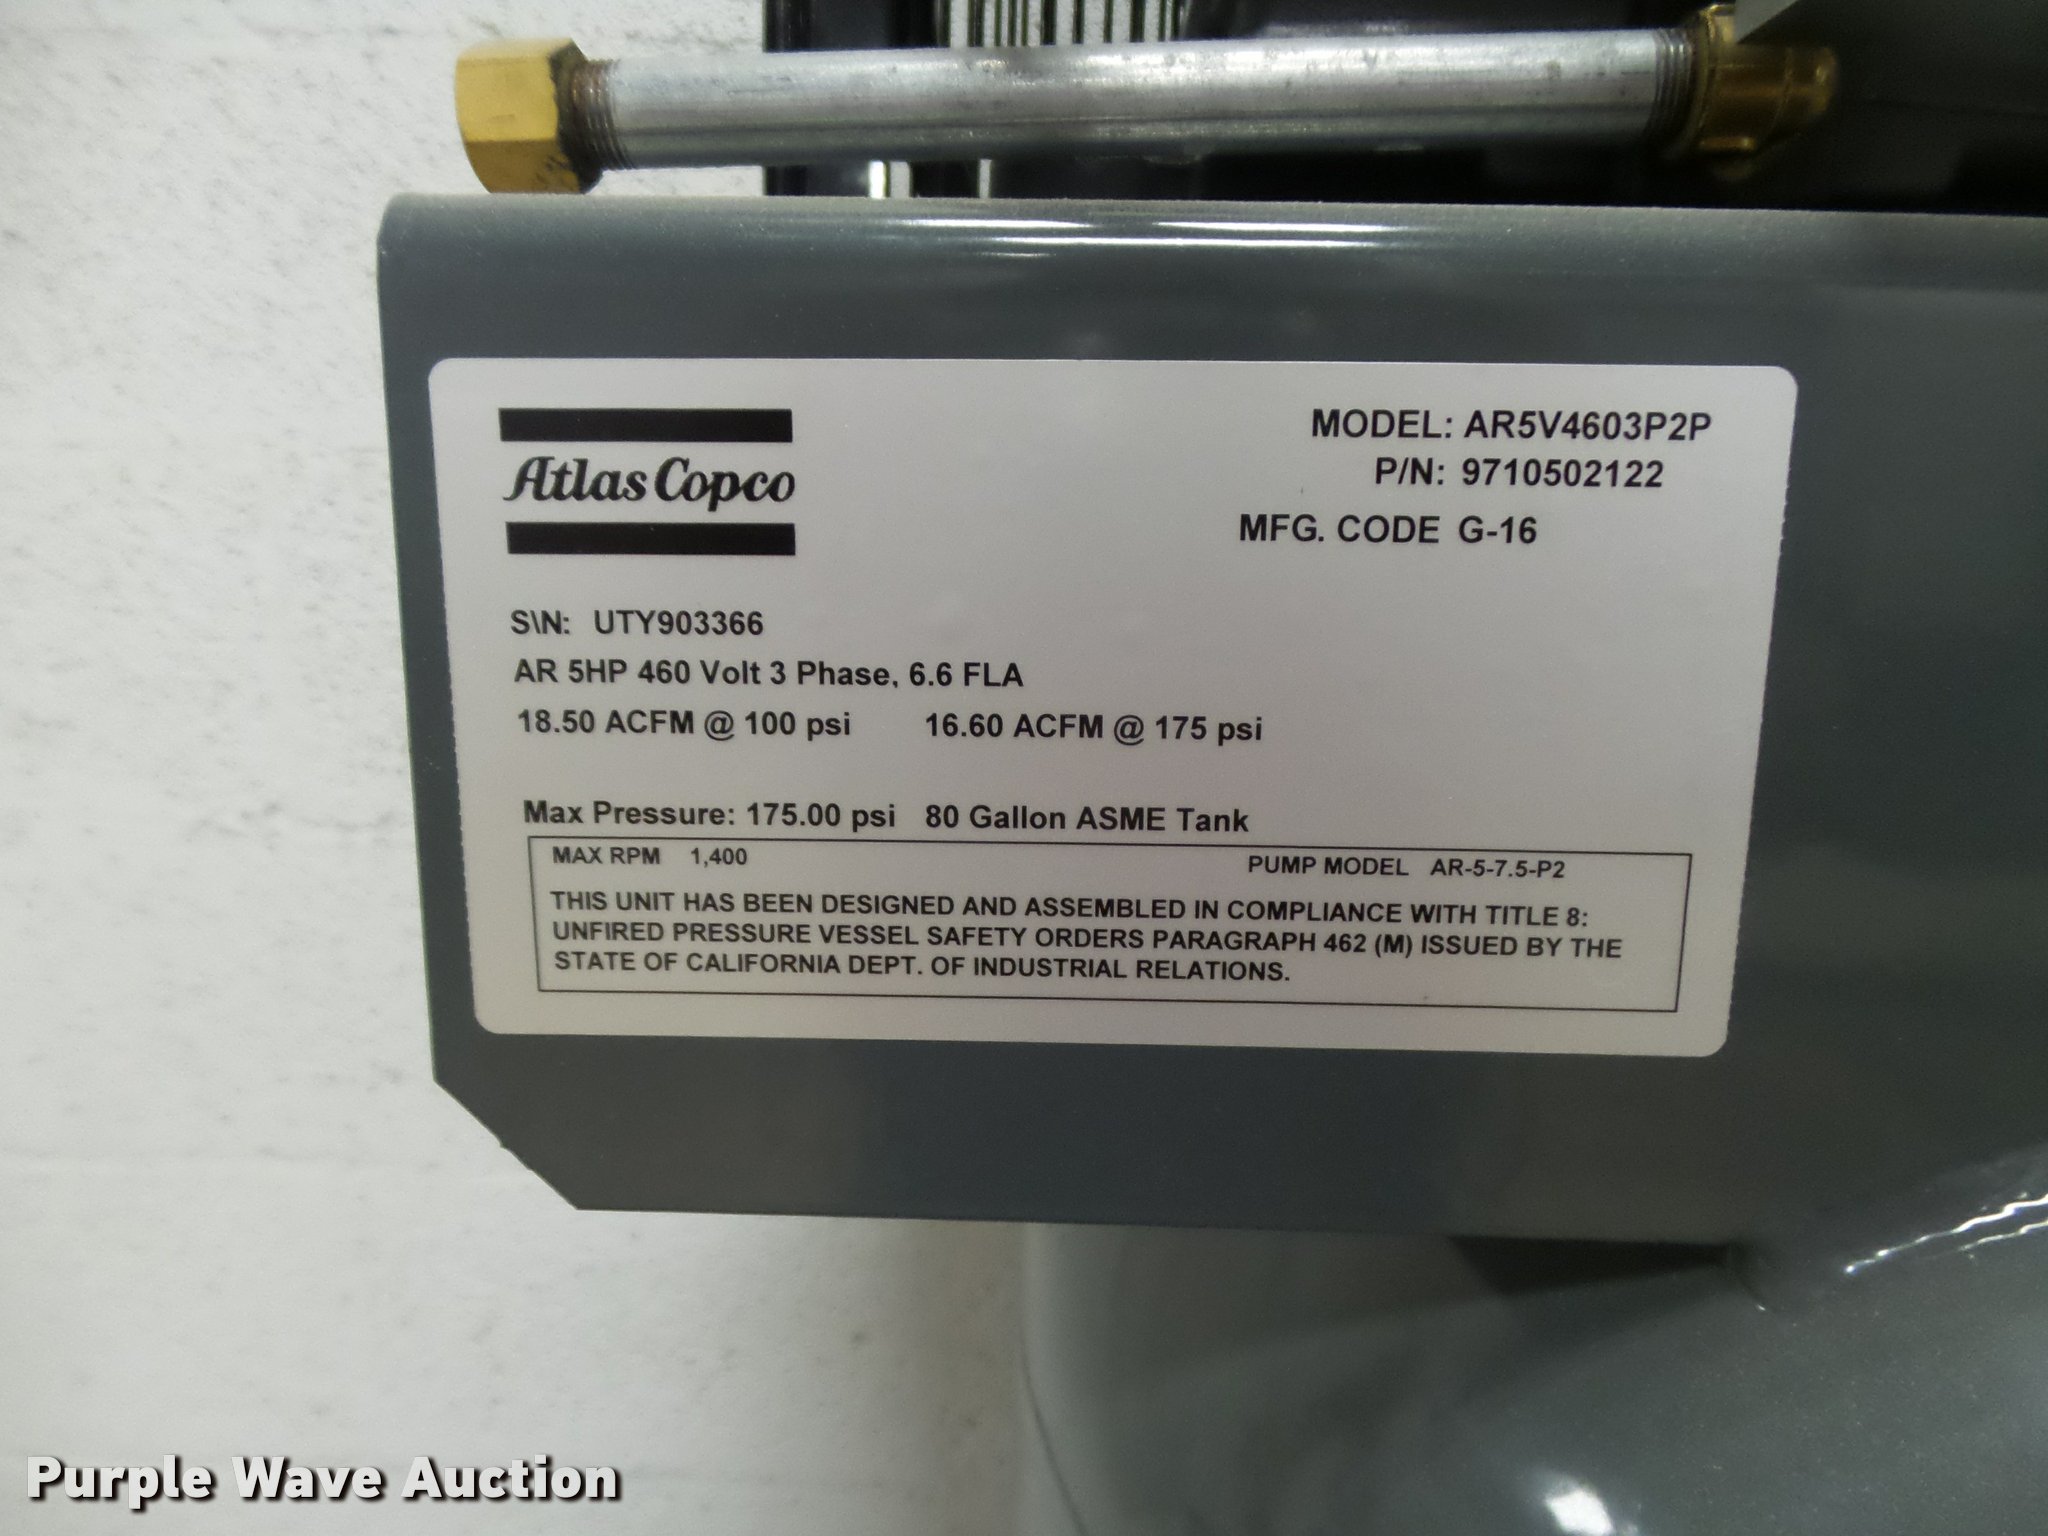 Atlas Copco
MODEL: AR5V4603P2P
P/N: 9710502122
MFG. CODE G-16
S\N: UTY903366
AR 5HP 460 Volt 3 Phase, 6.6 FLA
18.50 ACFM @ 100 psi 16.60 ACFM @ 175 psi
Max Pressure: 175.00 psi 80 Gallon ASME Tank
MAX RPM 1,400 PUMP MODEL AR-5-7.5-P2
THIS UNIT HAS BEEN DESIGNED AND ASSEMBLED IN COMPLIANCE WITH TITLE 8:
UNFIRED PRESSURE VESSEL SAFETY ORDERS PARAGRAPH 462 (M) ISSUED BY THE
STATE OF CALIFORNIA DEPT. OF INDUSTRIAL RELATIONS.
Purple Wave Auction